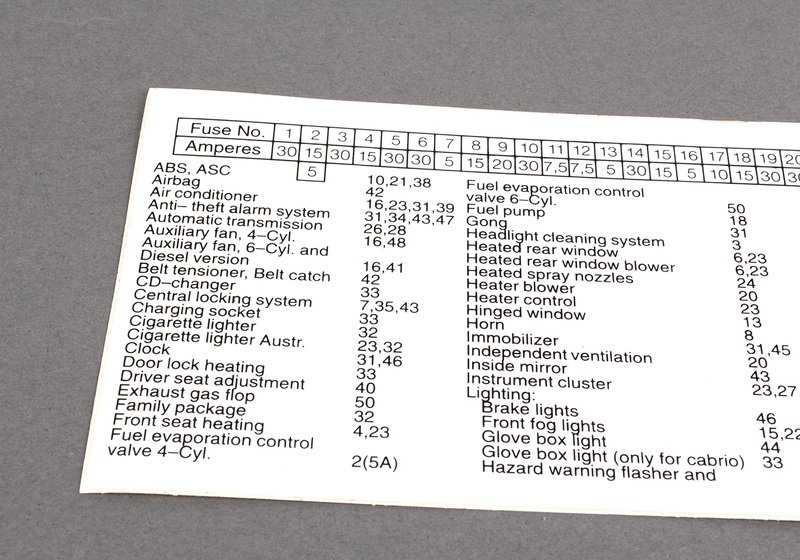 Fuse No. 1 2 3 4 5 6 7 8 9 10 11 12 13 14 15 16 17 18 19 20
Amperes 30 15 30 15 30 30 5 15 20 30 7,5 7,5 5 30 15 5 10 15 30
5
ABS, ASC 10,21,38
Airbag 42
Air conditioner 16,23,31,39
Anti– theft alarm system 31,34,43,47
Automatic transmission 26,28
Auxiliary fan, 4–Cyl. 16,48
Auxiliary fan, 6–Cyl. and
Diesel version 16,41
Belt tensioner, Belt catch 42
CD–changer 33
Central locking system 7,35,43
Charging socket 33
Cigarette lighter 32
Cigarette lighter Austr. 23,32
Clock 31,46
Door lock heating 33
Driver seat adjustment 40
Exhaust gas flop 50
Family package 32
Front seat heating 4,23
Fuel evaporation control
valve 4–Cyl. 2(5A)
Fuel evaporation control
valve 6–Cyl. 50
Fuel pump 18
Gong 31
Headlight cleaning system 3
Heated rear window 6,23
Heated rear window blower 6,23
Heated spray nozzles 24
Heater blower 20
Heater control 23
Hinged window 13
Horn 8
Immobilizer 31,45
Independent ventilation 20
Inside mirror 43
Instrument cluster 23,27
Lighting:
Brake lights 46
Front fog lights 15,22
Glove box light 44
Glove box light (only for cabrio) 33
Hazard warning flasher and